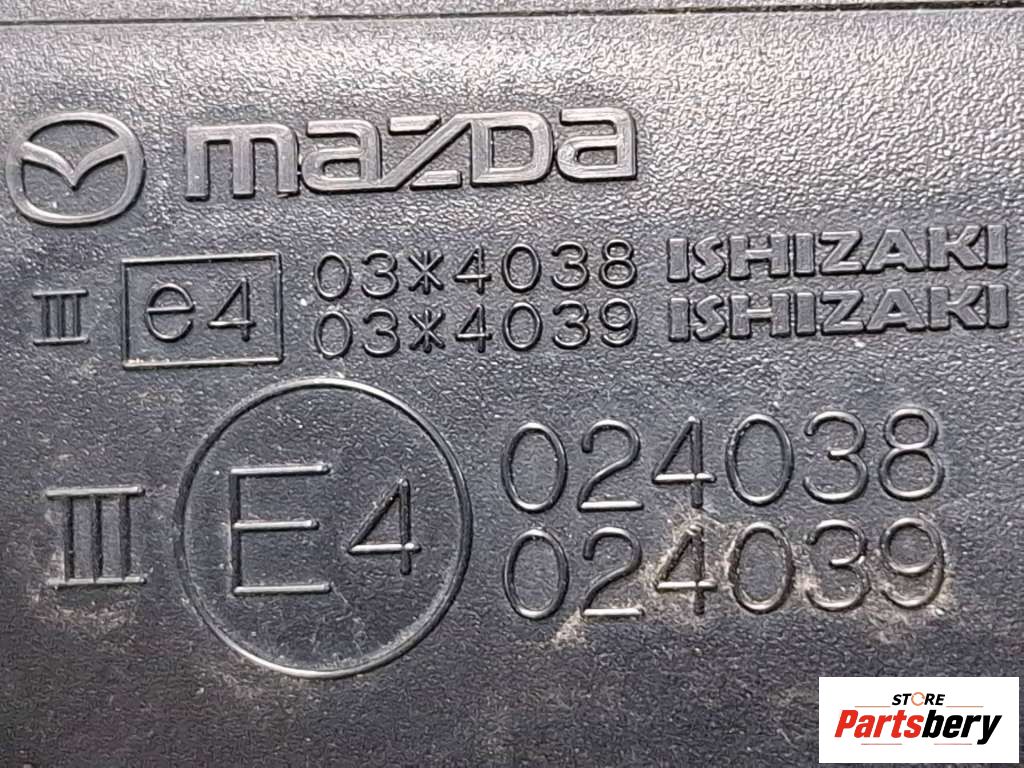 mazda
III e4 03*4038 ISHIZAKI
03*4039 ISHIZAKI
III E4 024038
024039
STORE
Partsbery